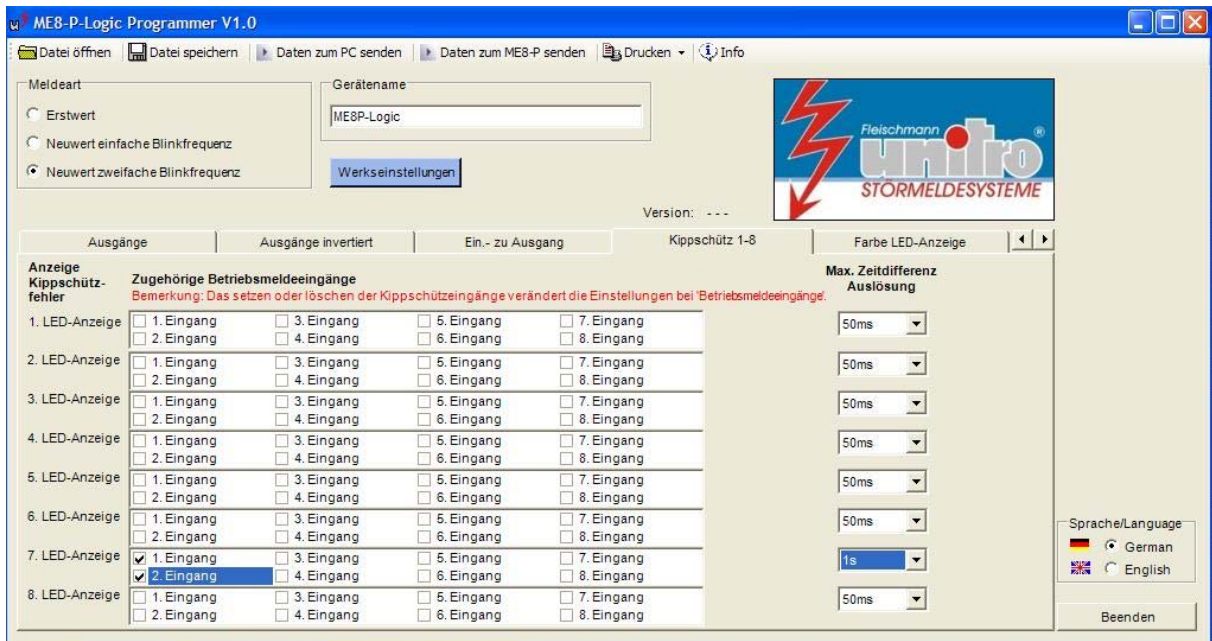 ME8-P-Logic Programmer V1.0
Datei öffnen Datei speichern Daten zum PC senden Daten zum ME8-P senden Drucken Info
Meldeart
Erstwert
Neuwert einfache Blinkfrequenz
Neuwert zweifache Blinkfrequenz
Gerätename
ME8P-Logic
Werkseinstellungen
Fleischmann
unitro ®
STÖRMELDESYSTEME
Version: ---
Ausgänge Ausgänge invertiert Ein.- zu Ausgang Kippschütz 1-8 Farbe LED-Anzeige
Anzeige
Kippschütz-
fehler
Zugehörige Betriebsmeldeeingänge
Bemerkung: Das setzen oder löschen der Kippschützeingänge verändert die Einstellungen bei 'Betriebsmeldeeingänge'.
Max. Zeitdifferenz
Auslösung
1. LED-Anzeige 1. Eingang 3. Eingang 5. Eingang 7. Eingang 50ms
2. Eingang 4. Eingang 6. Eingang 8. Eingang
2. LED-Anzeige 1. Eingang 3. Eingang 5. Eingang 7. Eingang 50ms
2. Eingang 4. Eingang 6. Eingang 8. Eingang
3. LED-Anzeige 1. Eingang 3. Eingang 5. Eingang 7. Eingang 50ms
2. Eingang 4. Eingang 6. Eingang 8. Eingang
4. LED-Anzeige 1. Eingang 3. Eingang 5. Eingang 7. Eingang 50ms
2. Eingang 4. Eingang 6. Eingang 8. Eingang
5. LED-Anzeige 1. Eingang 3. Eingang 5. Eingang 7. Eingang 50ms
2. Eingang 4. Eingang 6. Eingang 8. Eingang
6. LED-Anzeige 1. Eingang 3. Eingang 5. Eingang 7. Eingang 50ms
2. Eingang 4. Eingang 6. Eingang 8. Eingang
7. LED-Anzeige 1. Eingang 3. Eingang 5. Eingang 7. Eingang 1s
2. Eingang 4. Eingang 6. Eingang 8. Eingang
8. LED-Anzeige 1. Eingang 3. Eingang 5. Eingang 7. Eingang 50ms
2. Eingang 4. Eingang 6. Eingang 8. Eingang
Sprache/Language
German
English
Beenden